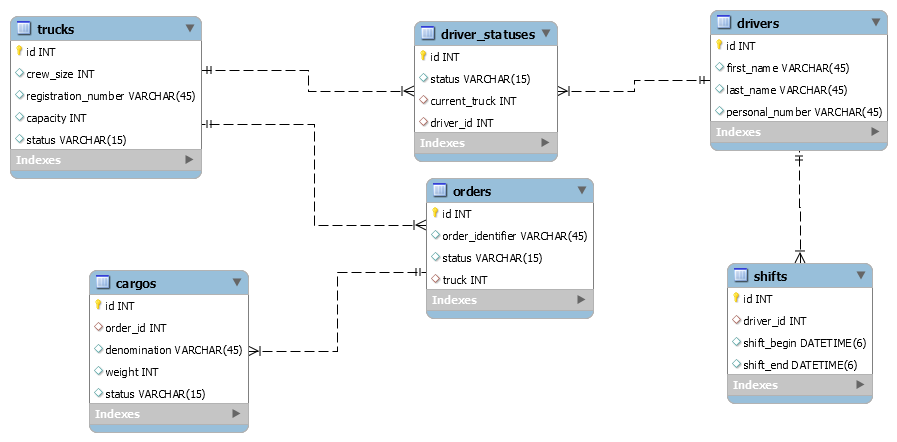 trucks
id INT
crew_size INT
registration_number VARCHAR(45)
capacity INT
status VARCHAR(15)
Indexes
driver_statuses
id INT
status VARCHAR(15)
current_truck INT
driver_id INT
Indexes
drivers
id INT
first_name VARCHAR(45)
last_name VARCHAR(45)
personal_number VARCHAR(45)
Indexes
orders
id INT
order_identifier VARCHAR(45)
status VARCHAR(15)
truck INT
Indexes
cargos
id INT
order_id INT
denomination VARCHAR(45)
weight INT
status VARCHAR(15)
Indexes
shifts
id INT
driver_id INT
shift_begin DATETIME(6)
shift_end DATETIME(6)
Indexes